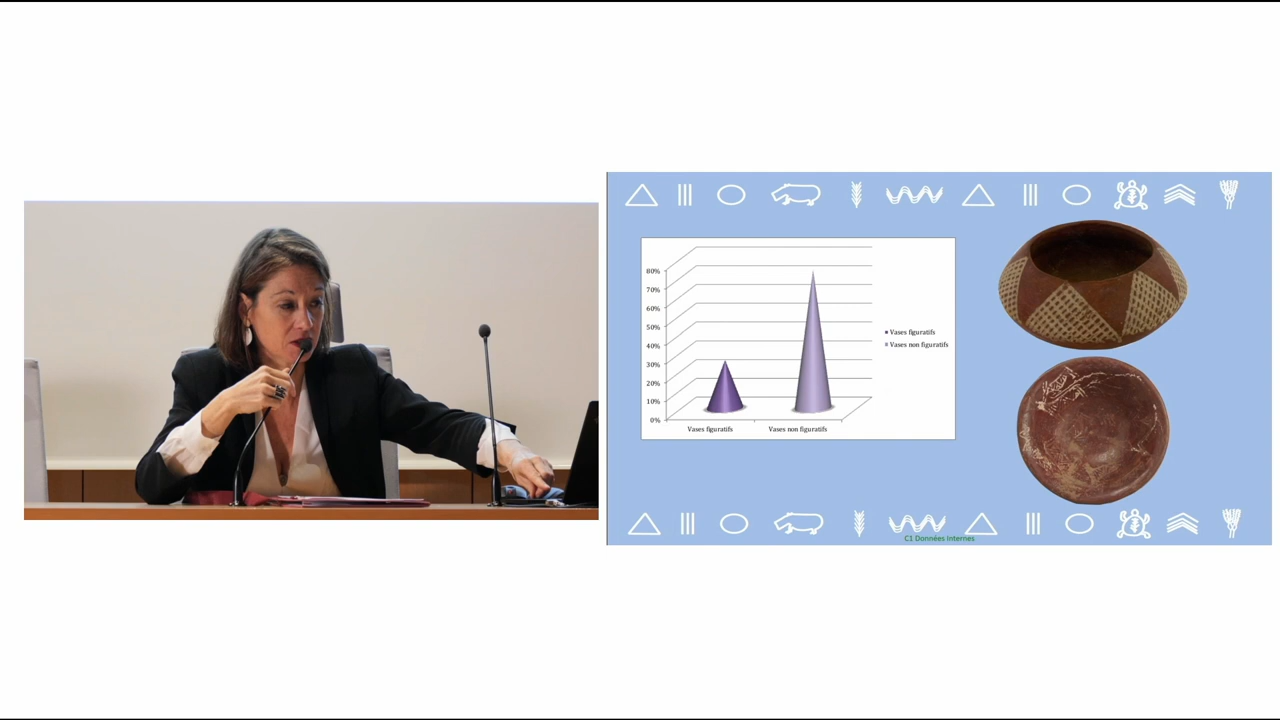 80%
70%
60%
50%
40%
30%
20%
10%
0%
Vases figuratifs
Vases non figuratifs
Vases figuratifs
Vases non figuratifs
C1 Données Internes